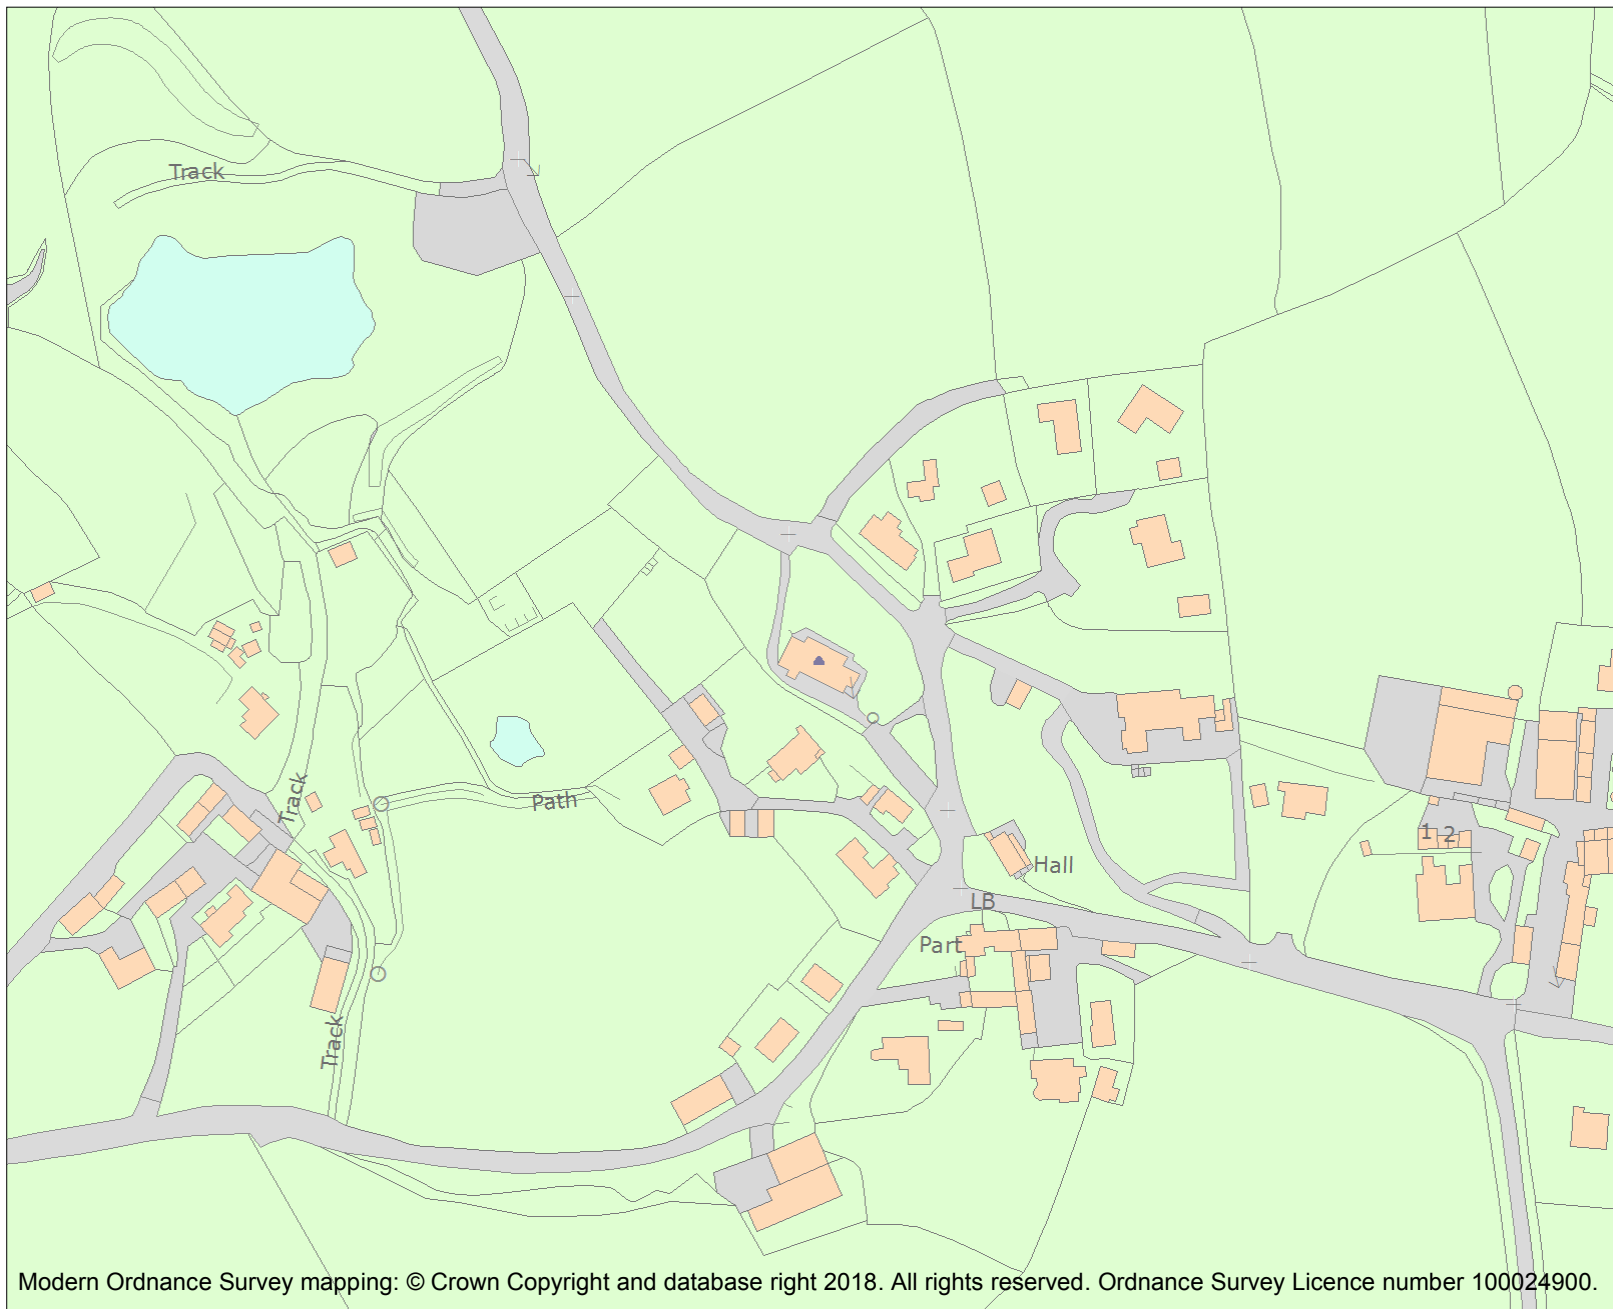 Track
Track
Path
1 2
Hall
LB
Part
Track
Modern Ordnance Survey mapping: © Crown Copyright and database right 2018. All rights reserved. Ordnance Survey Licence number 100024900.